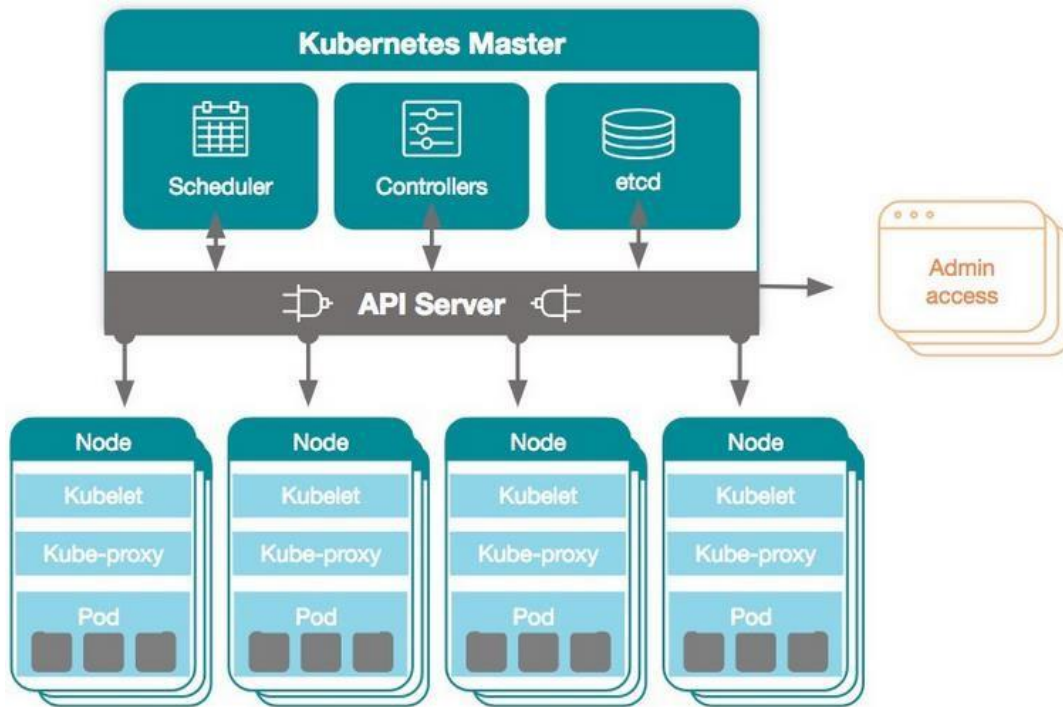 Kubernetes Master
Scheduler
Controllers
etcd
API Server
Admin
access
Node
Kubelet
Kube-proxy
Pod
Node
Kubelet
Kube-proxy
Pod
Node
Kubelet
Kube-proxy
Pod
Node
Kubelet
Kube-proxy
Pod